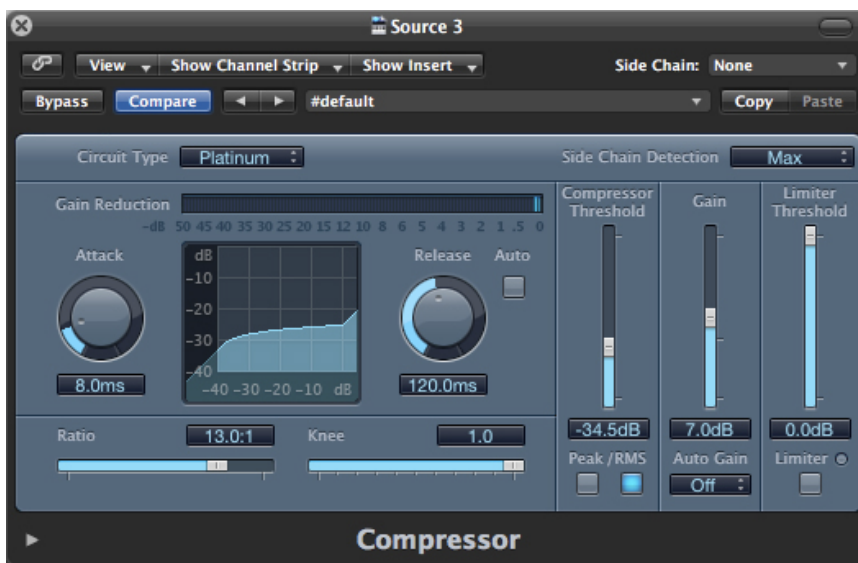 Source 3
View Show Channel Strip Show Insert Side Chain: None
Bypass Compare #default Copy Paste
Circuit Type Platinum Side Chain Detection Max
Gain Reduction
-dB 50 45 40 35 30 25 20 15 12 10 8 6 5 4 3 2 1 .5 0
Attack
8.0ms
dB
-10
-20
-30
-40
-40 -30 -20 -10 dB
Release Auto
120.0ms
Ratio 13.0:1 Knee 1.0
Compressor
Threshold
-34.5dB
Peak /RMS
Gain
7.0dB
Auto Gain
Off
Limiter
Threshold
0.0dB
Limiter
Compressor